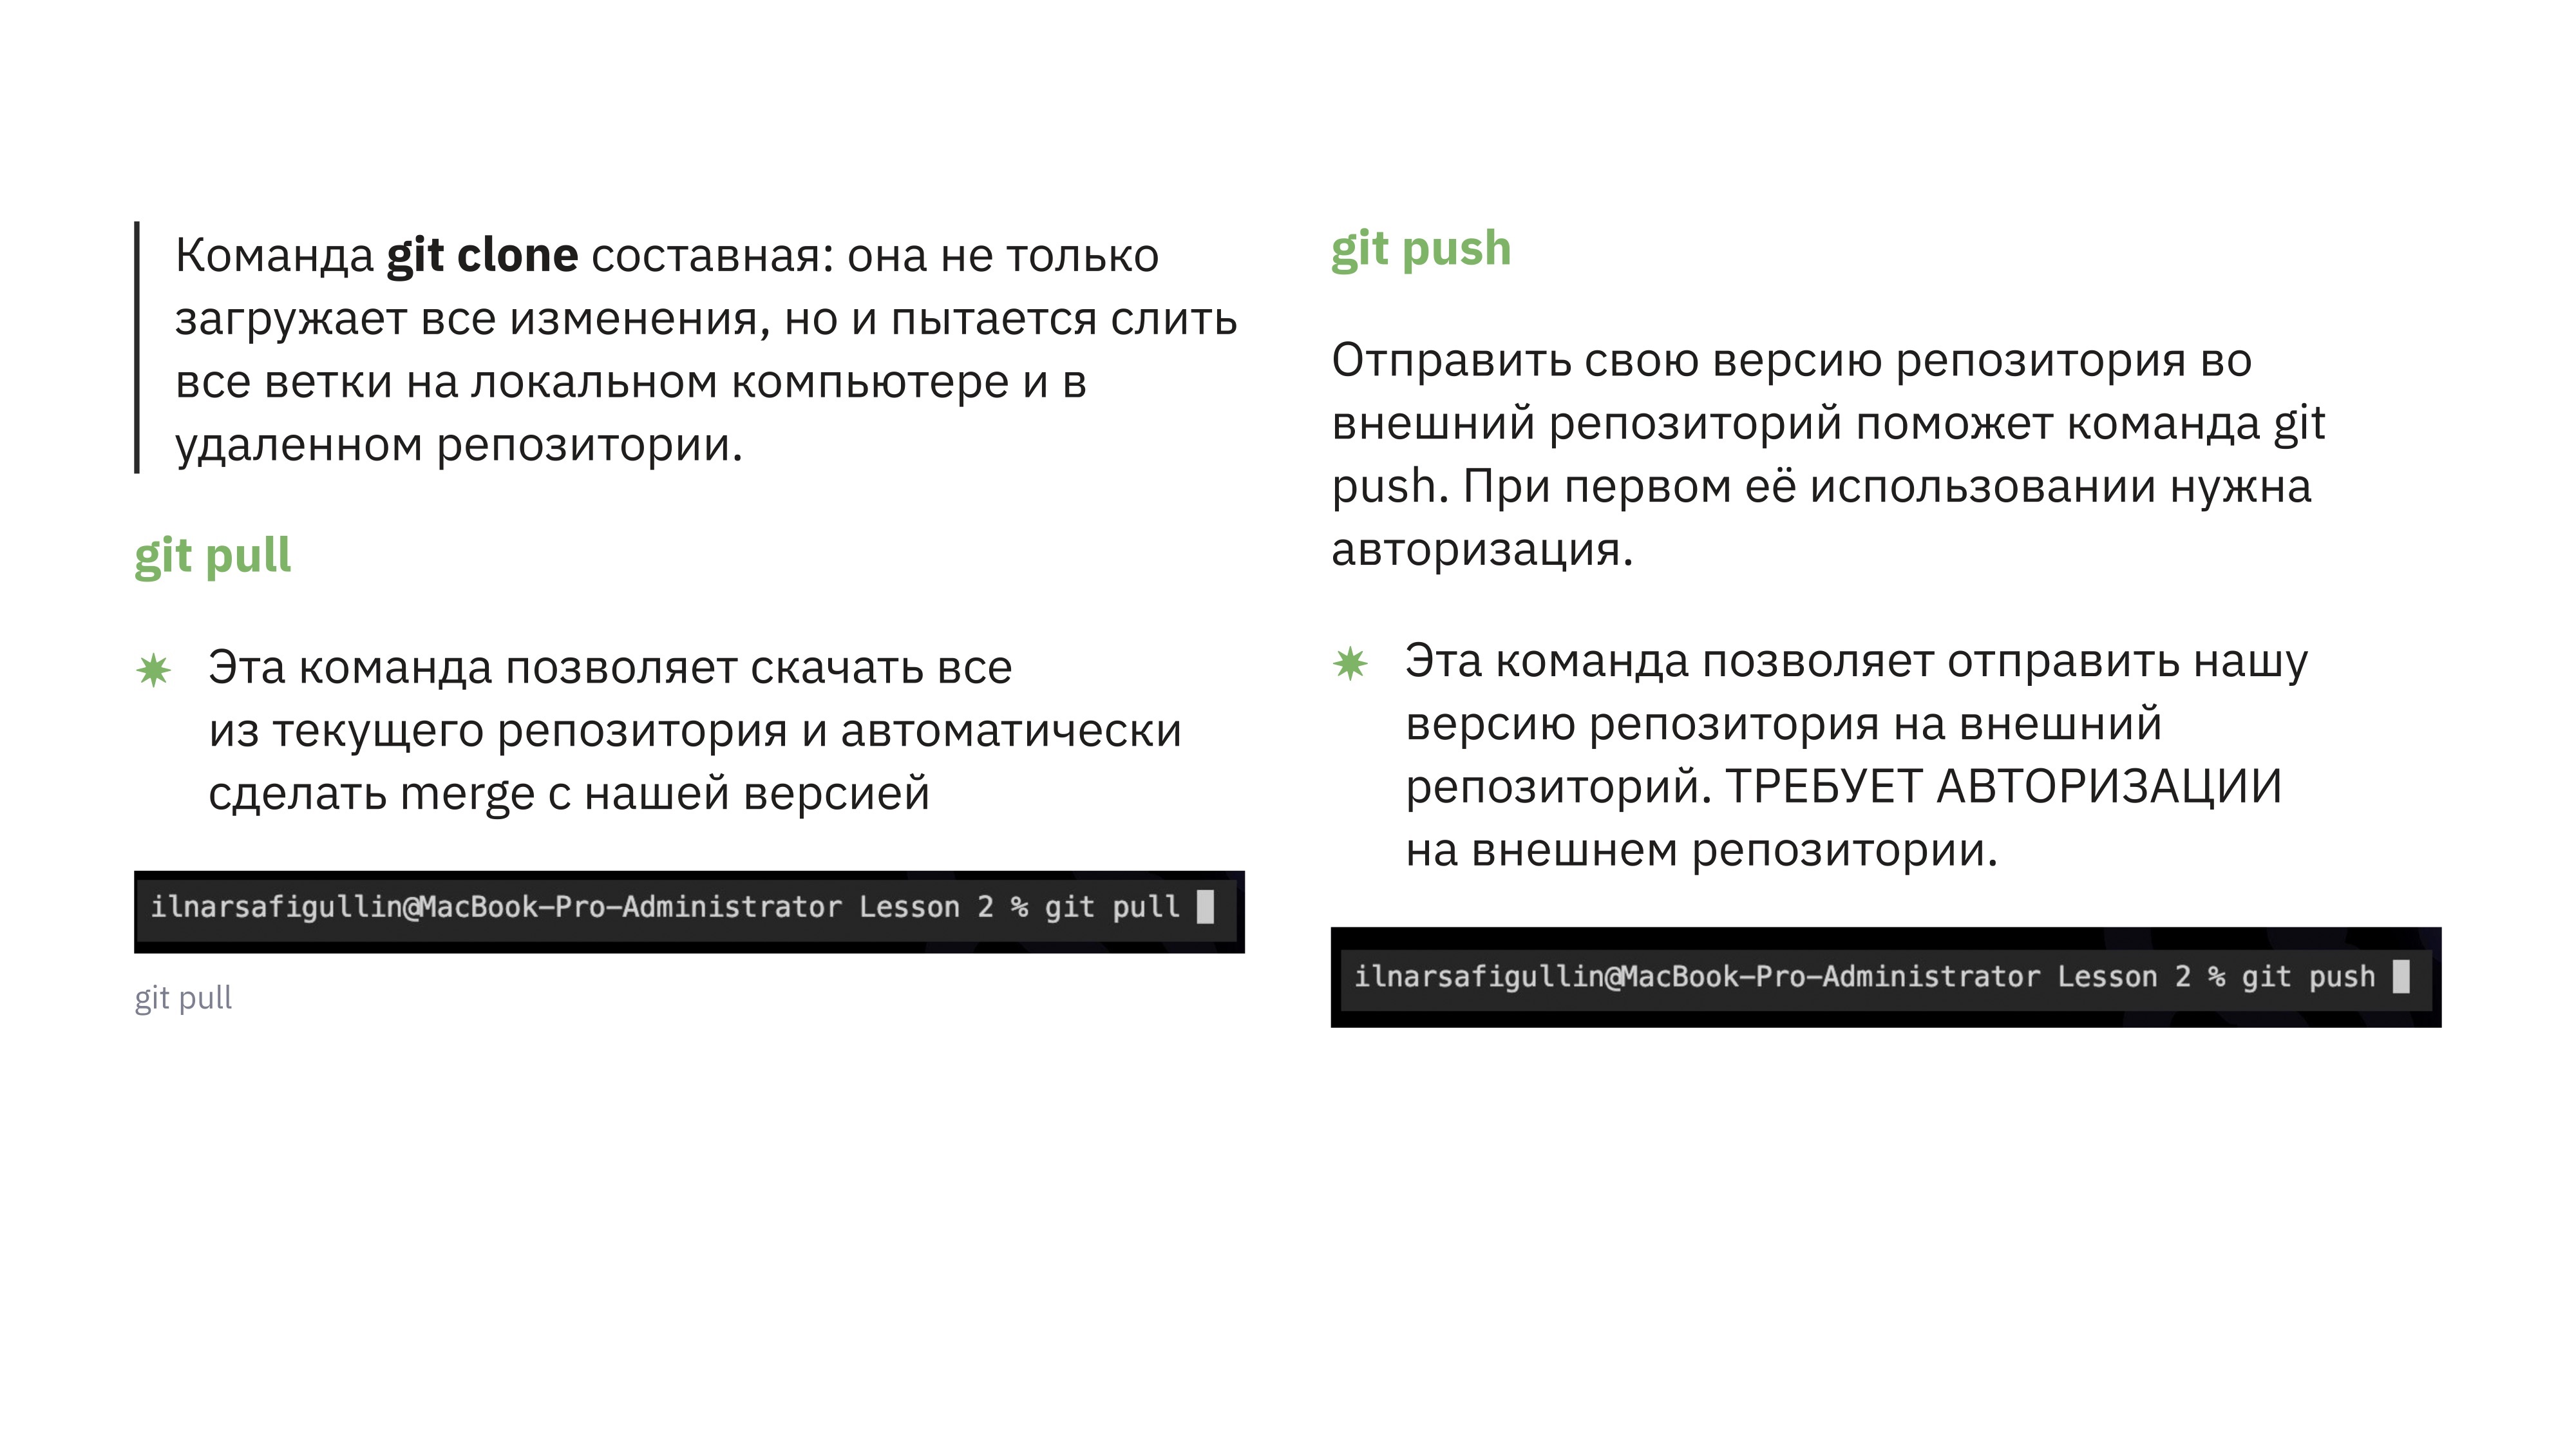 Команда git clone составная: она не только
загружает все изменения, но и пытается слить
все ветки на локальном компьютере и в
удаленном репозитории.
git pull
Эта команда позволяет скачать все
из текущего репозитория и автоматически
сделать merge с нашей версией
ilnarsafigullin@MacBook-Pro-Administrator Lesson 2 % git pull
git pull
git push
Отправить свою версию репозитория во
внешний репозиторий поможет команда git
push. При первом её использовании нужна
авторизация.
Эта команда позволяет отправить нашу
версию репозитория на внешний
репозиторий. ТРЕБУЕТ АВТОРИЗАЦИИ
на внешнем репозитории.
ilnarsafigullin@MacBook-Pro-Administrator Lesson 2 % git push